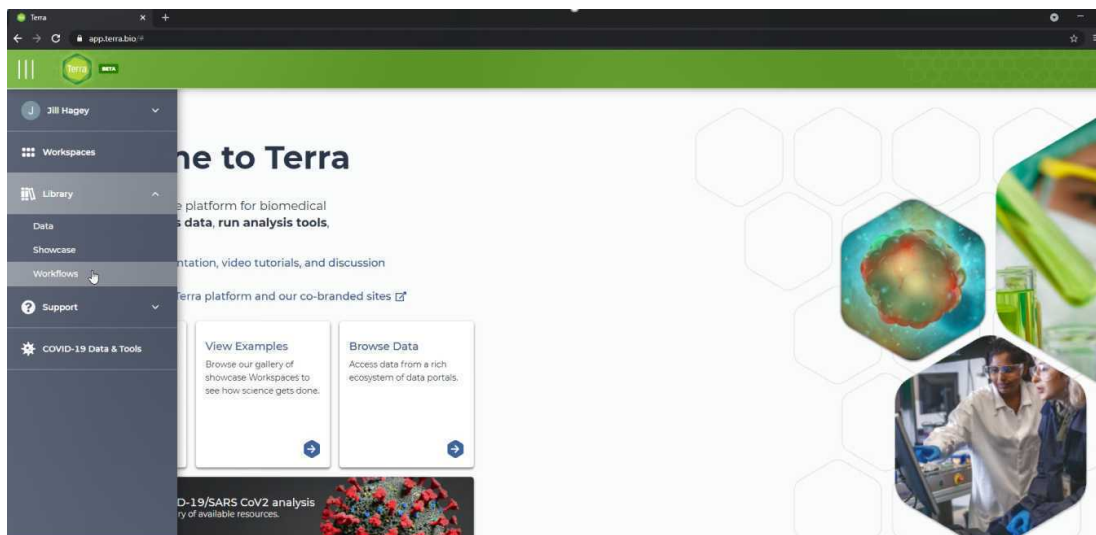 Terra
app.terra.bio/#
Terra BETA
J Jill Hagey
Workspaces
Library
Data
Showcase
Workflows
Support
COVID-19 Data & Tools
ne to Terra
platform for biomedical
data, run analysis tools,
ntation, video tutorials, and discussion
Terra platform and our co-branded sites
View Examples
Browse our gallery of
showcase Workspaces to
see how science gets done.
Browse Data
Access data from a rich
ecosystem of data portals.
D-19/SARS CoV2 analysis
ry of available resources.